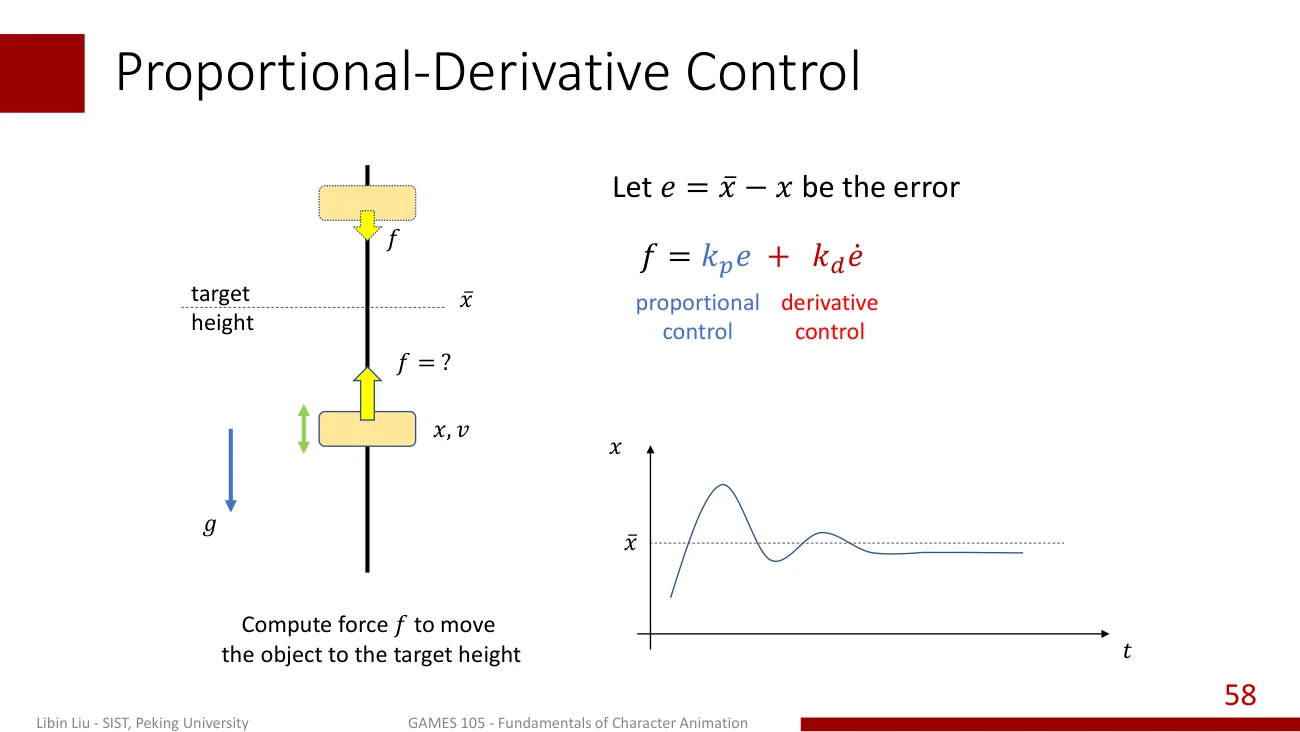 Proportional-Derivative Control
f
target
height
x̄
f = ?
x, v
g
Compute force f to move
the object to the target height
Let e = x̄ − x be the error
f = kₚe + k_d ė
proportional derivative
control control
x
x̄
t
58
Libin Liu - SIST, Peking University
GAMES 105 - Fundamentals of Character Animation